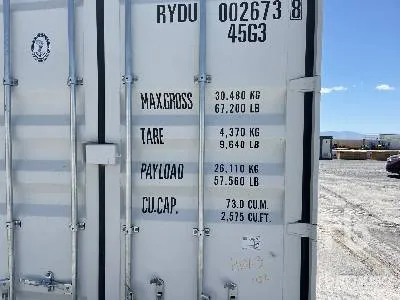 RYDU 002673 8
45G3
MAX.GROSS 30,480 KG
67,200 LB
TARE 4,370 KG
9,640 LB
PAYLOAD 26,110 KG
57,560 LB
CU.CAP. 73.0 CU.M.
2,575 CU.FT.